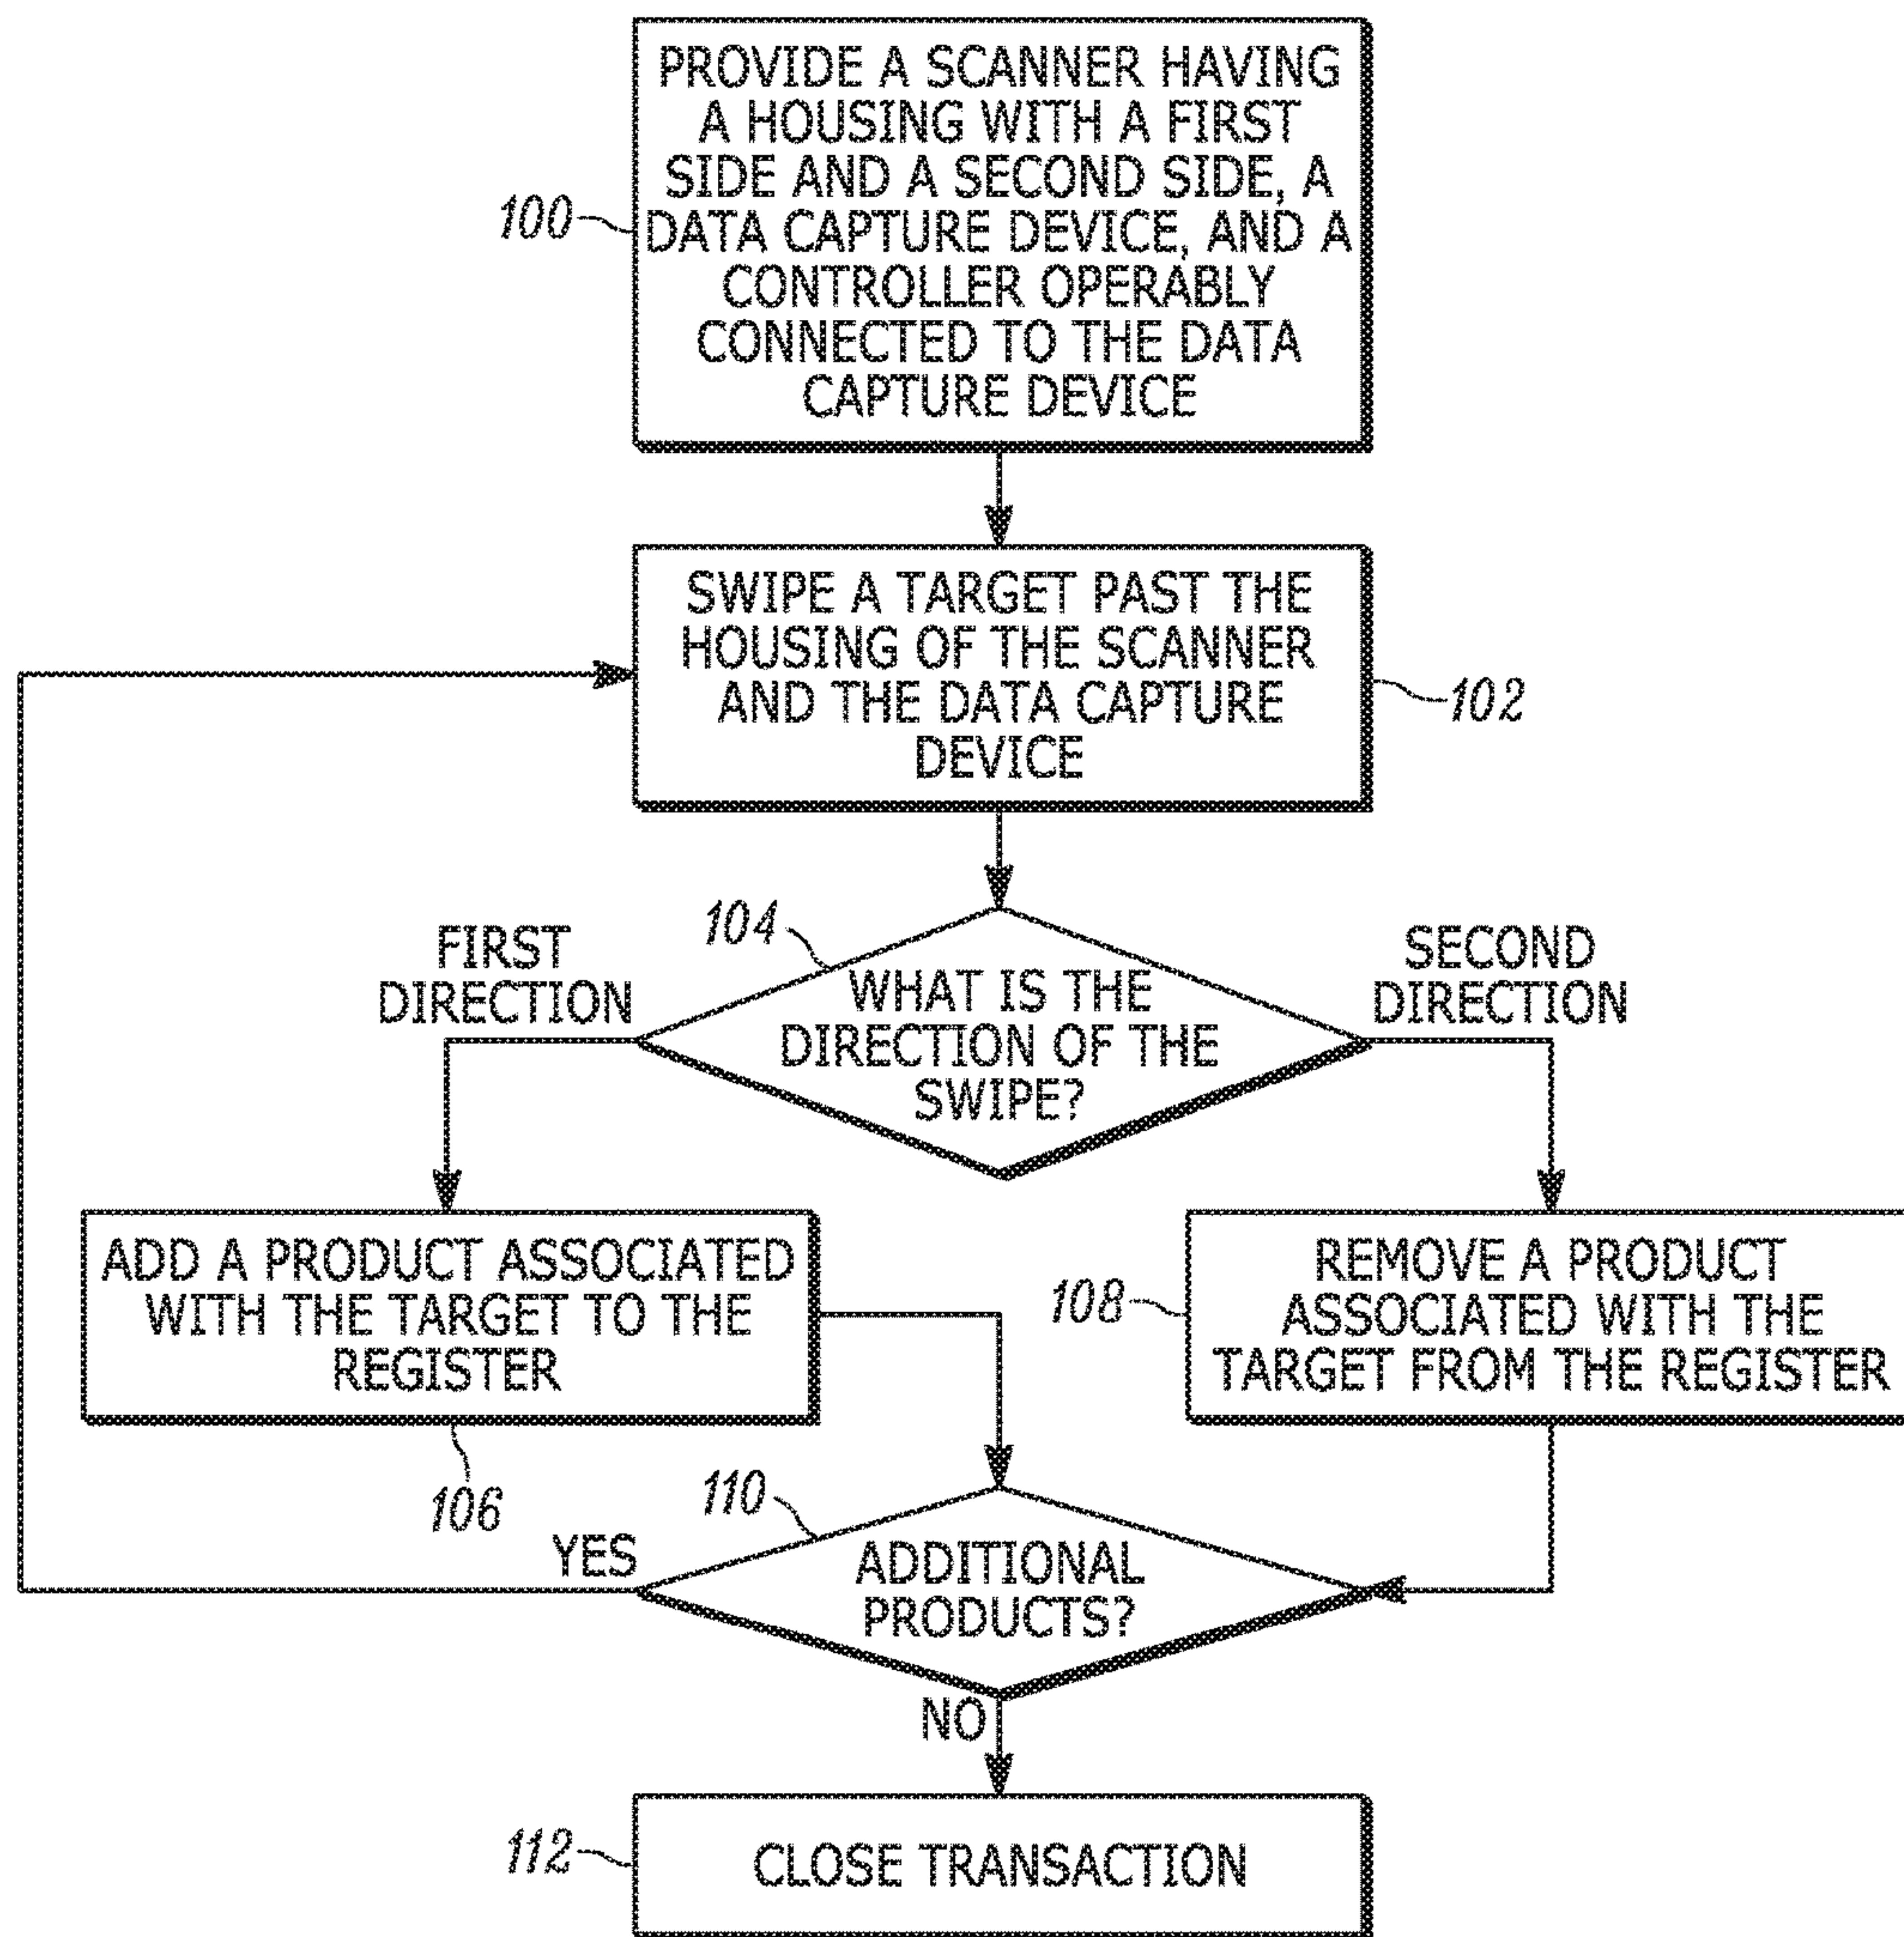 PROVIDE A SCANNER HAVING
A HOUSING WITH A FIRST
SIDE AND A SECOND SIDE, A
DATA CAPTURE DEVICE, AND A
CONTROLLER OPERABLY
CONNECTED TO THE DATA
CAPTURE DEVICE
100
SWIPE A TARGET PAST THE
HOUSING OF THE SCANNER
AND THE DATA CAPTURE
DEVICE
102
104
FIRST
DIRECTION
WHAT IS THE
DIRECTION OF THE
SWIPE?
SECOND
DIRECTION
ADD A PRODUCT ASSOCIATED
WITH THE TARGET TO THE
REGISTER
106
108
REMOVE A PRODUCT
ASSOCIATED WITH THE
TARGET FROM THE REGISTER
110
YES
ADDITIONAL
PRODUCTS?
NO
112
CLOSE TRANSACTION